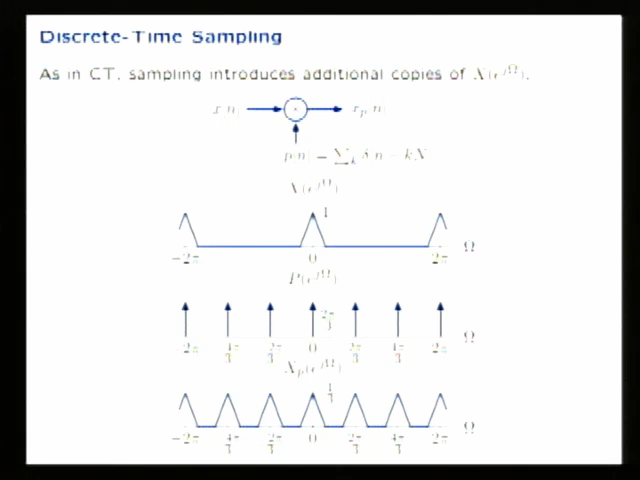 Discrete-Time Sampling
As in CT, sampling introduces additional copies of X(e^{jΩ}).
x[n] × x_p[n]
p[n] = ∑_k δ[n − kN]
X(e^{jΩ})
1
−2π 0 2π Ω
P(e^{jΩ})
2π/3
−2π 4π/3 2π/3 0 2π/3 4π/3 2π Ω
X_p(e^{jΩ})
1/3
−2π 4π/3 2π/3 0 2π/3 4π/3 2π Ω